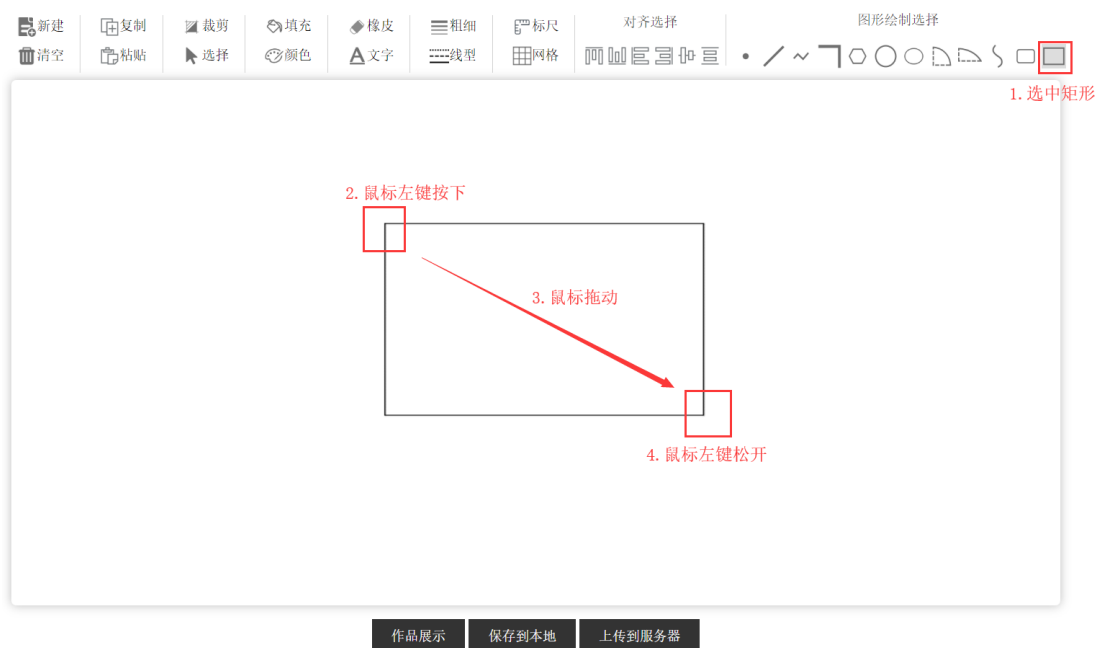 新建 复制 裁剪 填充 橡皮 粗细 标尺 对齐选择 图形绘制选择
清空 粘贴 选择 颜色 A文字 线型 网格
1. 选中矩形
2. 鼠标左键按下
3. 鼠标拖动
4. 鼠标左键松开
作品展示 保存到本地 上传到服务器